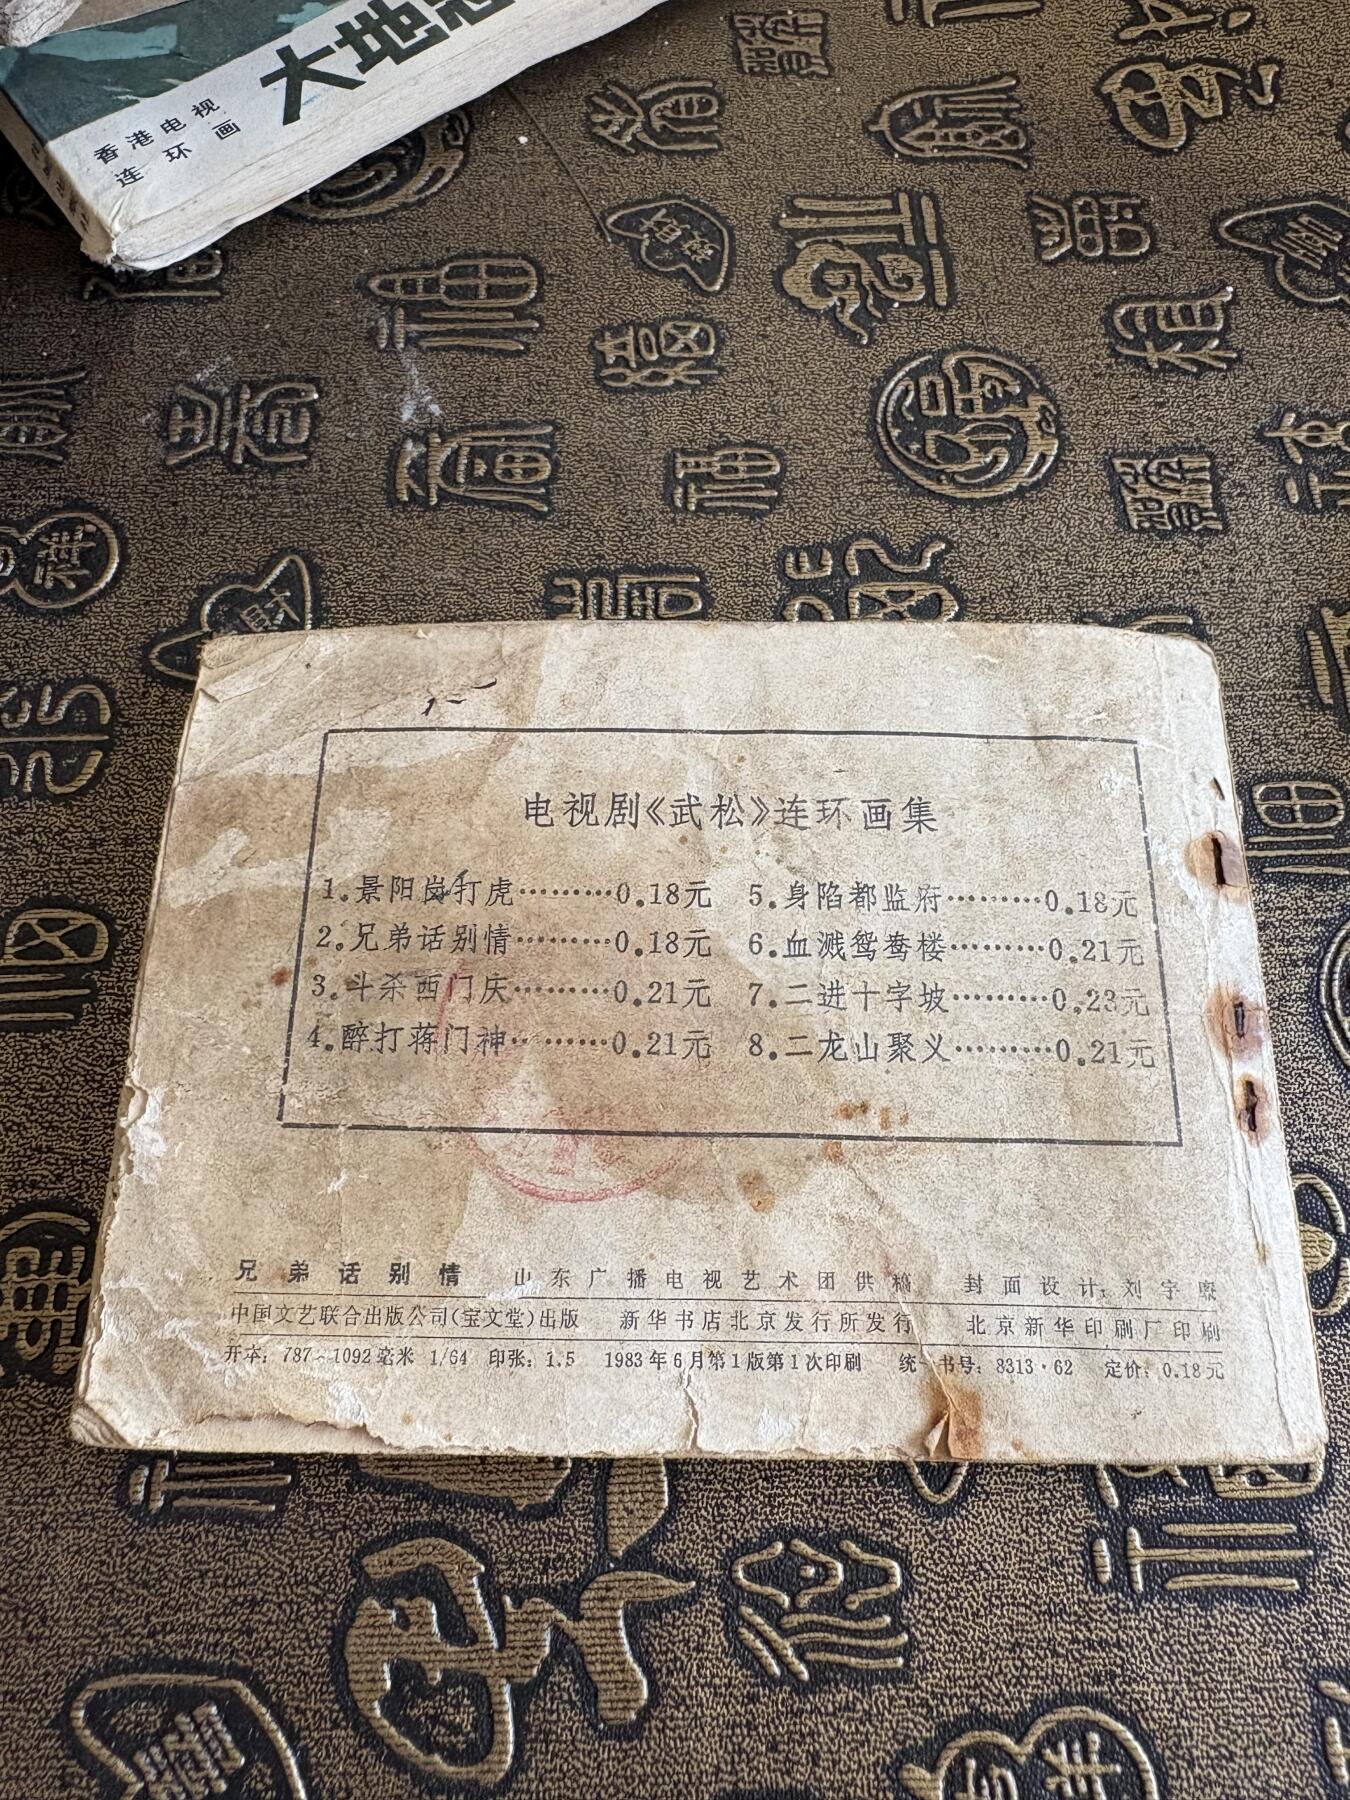 大地恩
香港电视
连环画
电视剧《武松》连环画集
1.景阳岗打虎………0.18元 5.身陷都监府………0.18元
2.兄弟话别情………0.18元 6.血溅鸳鸯楼………0.21元
3.斗杀西门庆………0.21元 7.二进十字坡………0.23元
4.醉打蒋门神………0.21元 8.二龙山聚义………0.21元
兄弟话别情 山东广播电视艺术团供稿 封面设计:刘宇廒
中国文艺联合出版公司(宝文堂)出版 新华书店北京发行所发行 北京新华印刷厂印刷
开本:787~1092毫米 1/64 印张:1.5 1983年6月第1版第1次印刷 统一书号:8313·62 定价:0.18元